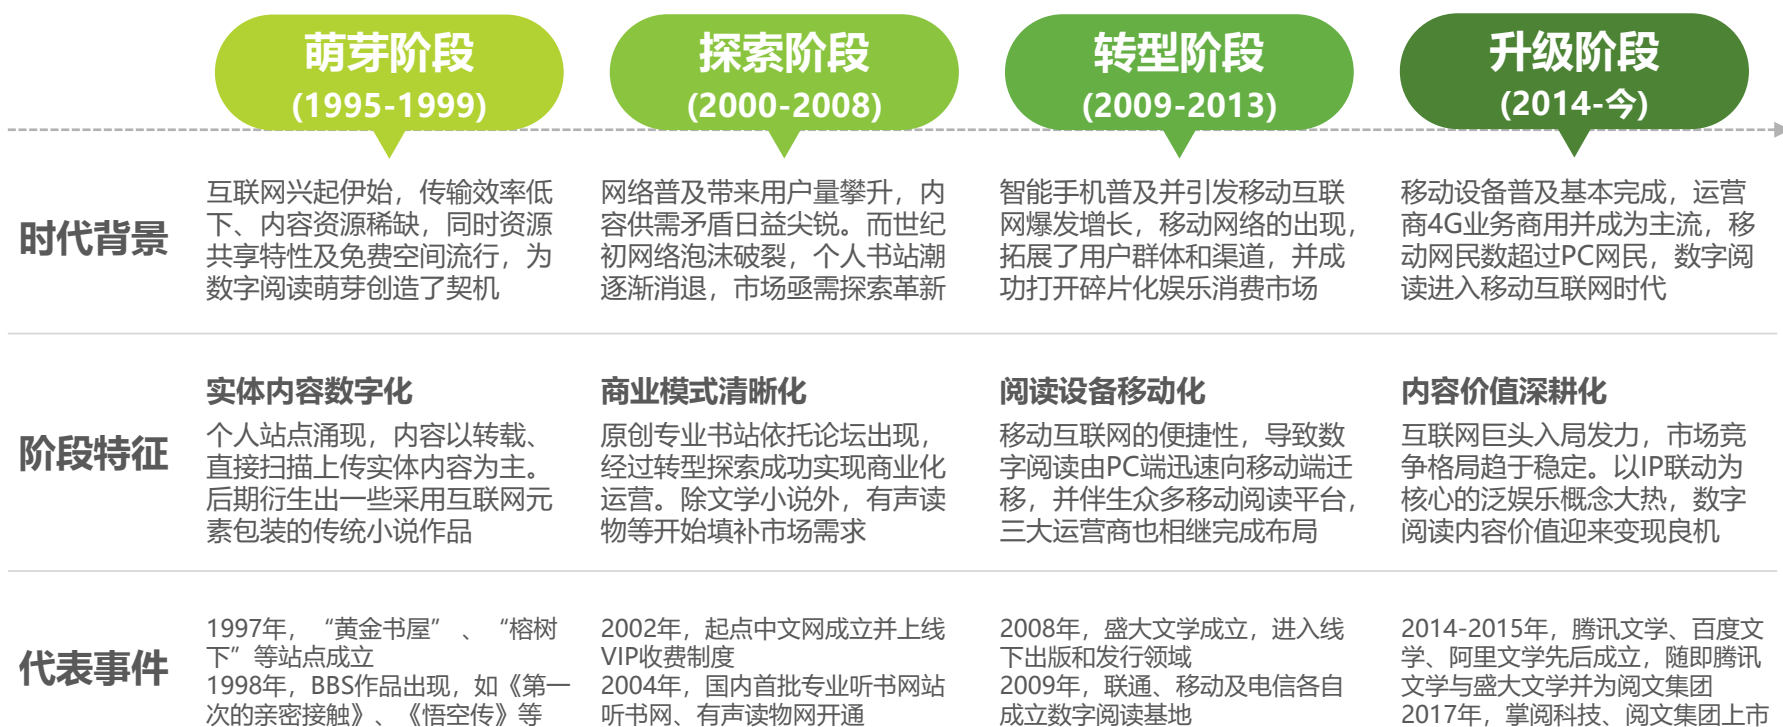 萌芽阶段
(1995-1999)
探索阶段
(2000-2008)
转型阶段
(2009-2013)
升级阶段
(2014-今)
时代背景
互联网兴起伊始，传输效率低
下、内容资源稀缺，同时资源
共享特性及免费空间流行，为
数字阅读萌芽创造了契机
网络普及带来用户量攀升，内
容供需矛盾日益尖锐。而世纪
初网络泡沫破裂，个人书站潮
逐渐消退，市场亟需探索革新
智能手机普及并引发移动互联
网爆发增长，移动网络的出现，
拓展了用户群体和渠道，并成
功打开碎片化娱乐消费市场
移动设备普及基本完成，运营
商4G业务商用并成为主流，移
动网民数超过PC网民，数字阅
读进入移动互联网时代
阶段特征
实体内容数字化
个人站点涌现，内容以转载、
直接扫描上传实体内容为主。
后期衍生出一些采用互联网元
素包装的传统小说作品
商业模式清晰化
原创专业书站依托论坛出现，
经过转型探索成功实现商业化
运营。除文学小说外，有声读
物等开始填补市场需求
阅读设备移动化
移动互联网的便捷性，导致数
字阅读由PC端迅速向移动端迁
移，并伴生众多移动阅读平台，
三大运营商也相继完成布局
内容价值深耕化
互联网巨头入局发力，市场竞
争格局趋于稳定。以IP联动为
核心的泛娱乐概念大热，数字
阅读内容价值迎来变现良机
代表事件
1997年，“黄金书屋”、“榕树
下”等站点成立
1998年，BBS作品出现，如《第一
次的亲密接触》、《悟空传》等
2002年，起点中文网成立并上线
VIP收费制度
2004年，国内首批专业听书网站
听书网、有声读物网开通
2008年，盛大文学成立，进入线
下出版和发行领域
2009年，联通、移动及电信各自
成立数字阅读基地
2014-2015年，腾讯文学、百度文
学、阿里文学先后成立，随即腾讯
文学与盛大文学并为阅文集团
2017年，掌阅科技、阅文集团上市